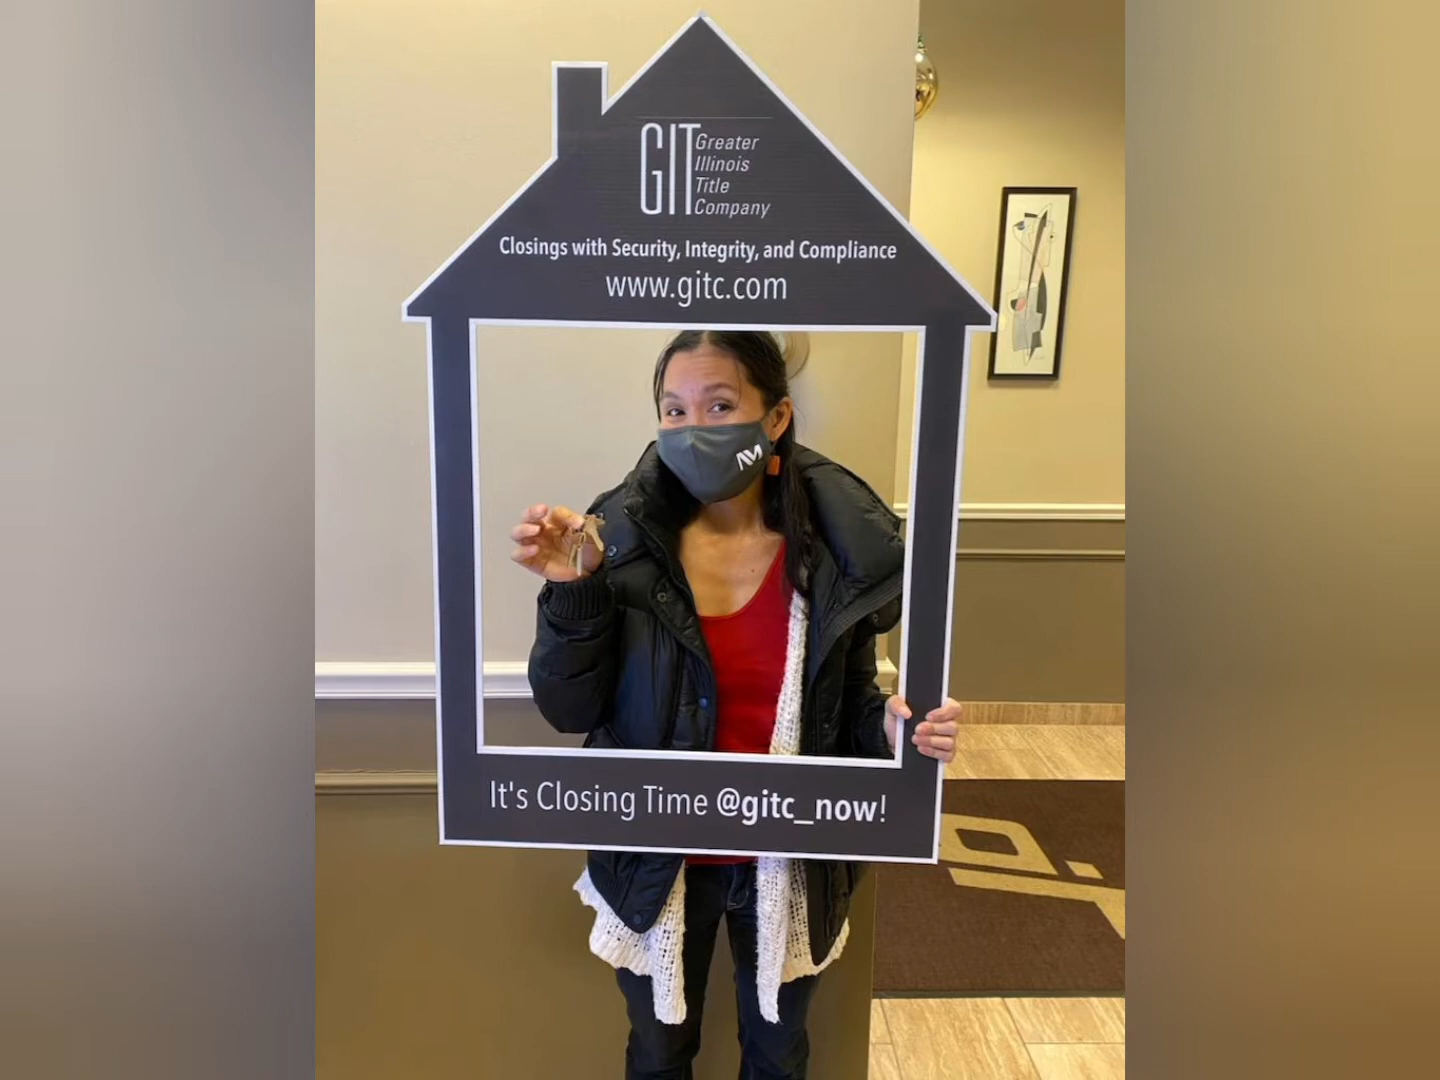 GIT
Greater
Illinois
Title
Company
Closings with Security, Integrity, and Compliance
www.gitc.com
It's Closing Time @gitc_now!